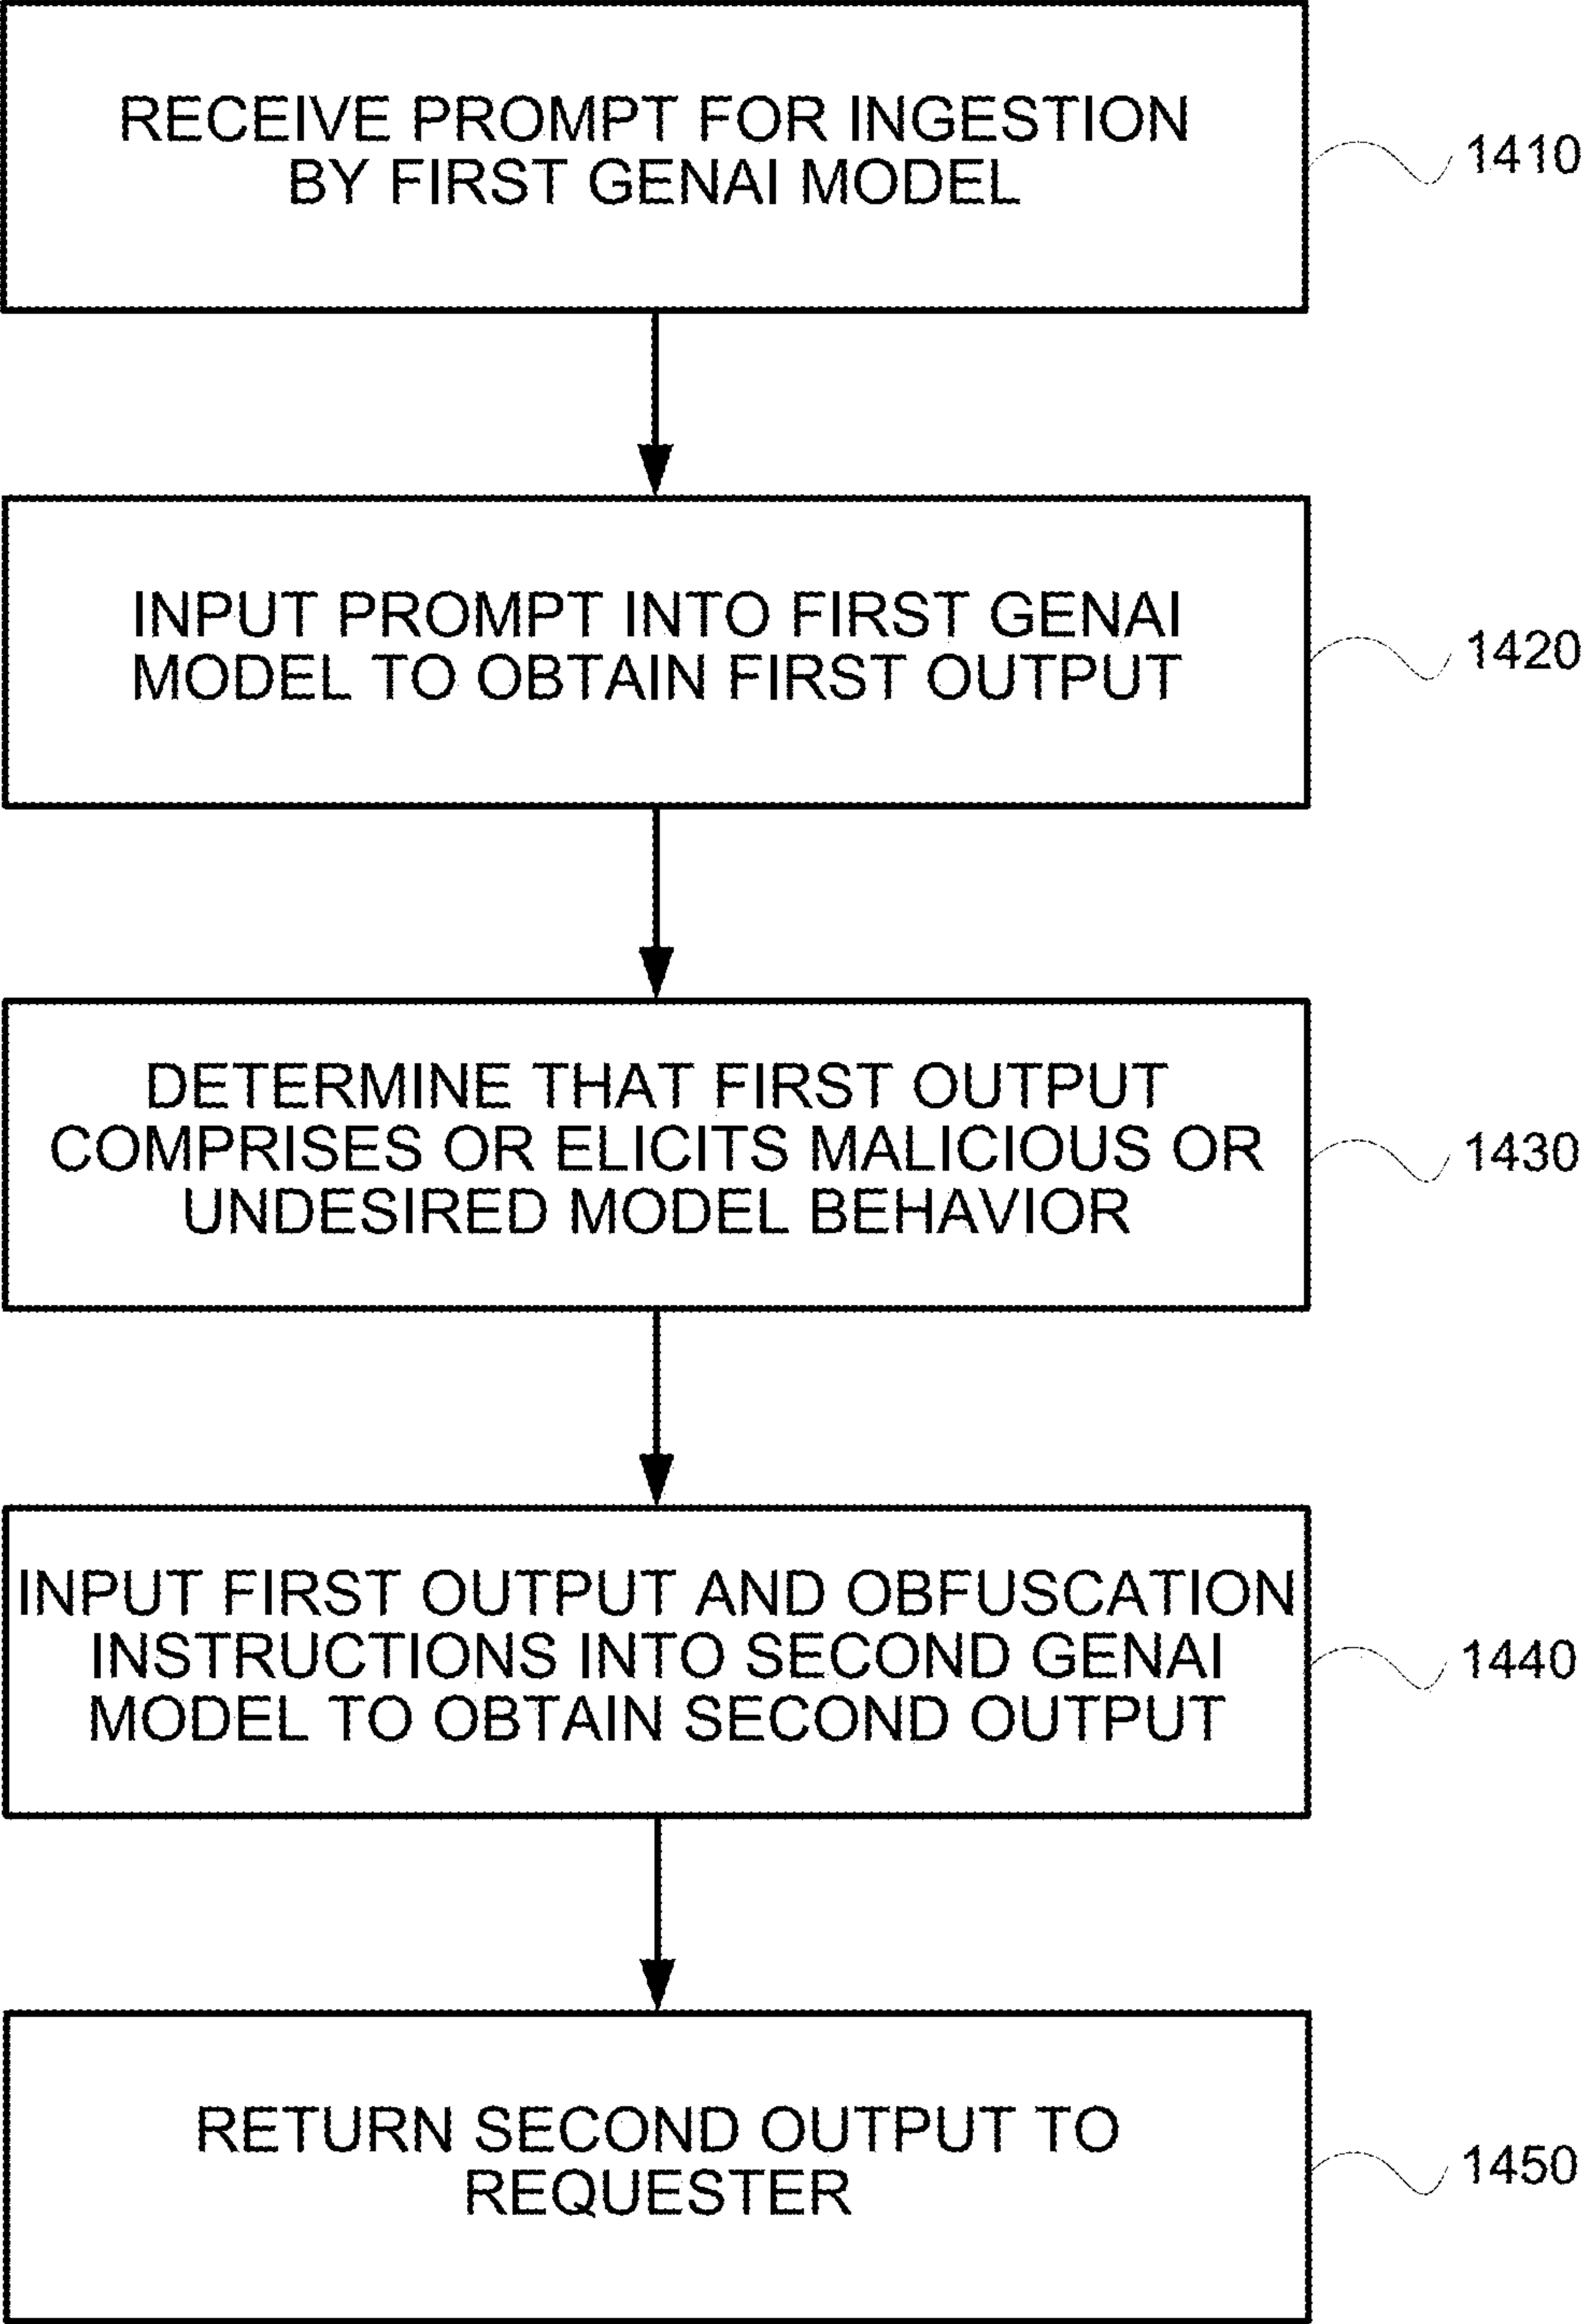 RECEIVE PROMPT FOR INGESTION
BY FIRST GENAI MODEL
1410
INPUT PROMPT INTO FIRST GENAI
MODEL TO OBTAIN FIRST OUTPUT
1420
DETERMINE THAT FIRST OUTPUT
COMPRISES OR ELICITS MALICIOUS OR
UNDESIRED MODEL BEHAVIOR
1430
INPUT FIRST OUTPUT AND OBFUSCATION
INSTRUCTIONS INTO SECOND GENAI
MODEL TO OBTAIN SECOND OUTPUT
1440
RETURN SECOND OUTPUT TO
REQUESTER
1450